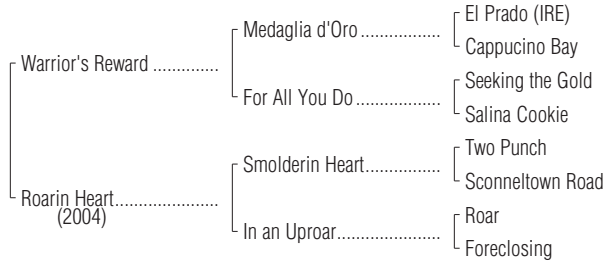 El Prado (IRE)
Medaglia d'Oro .................
Cappucino Bay
Warrior's Reward ..............
Seeking the Gold
For All You Do ..................
Salina Cookie
Two Punch
Smolderin Heart................
Sconneltown Road
Roarin Heart......................
(2004)
Roar
In an Uproar......................
Foreclosing